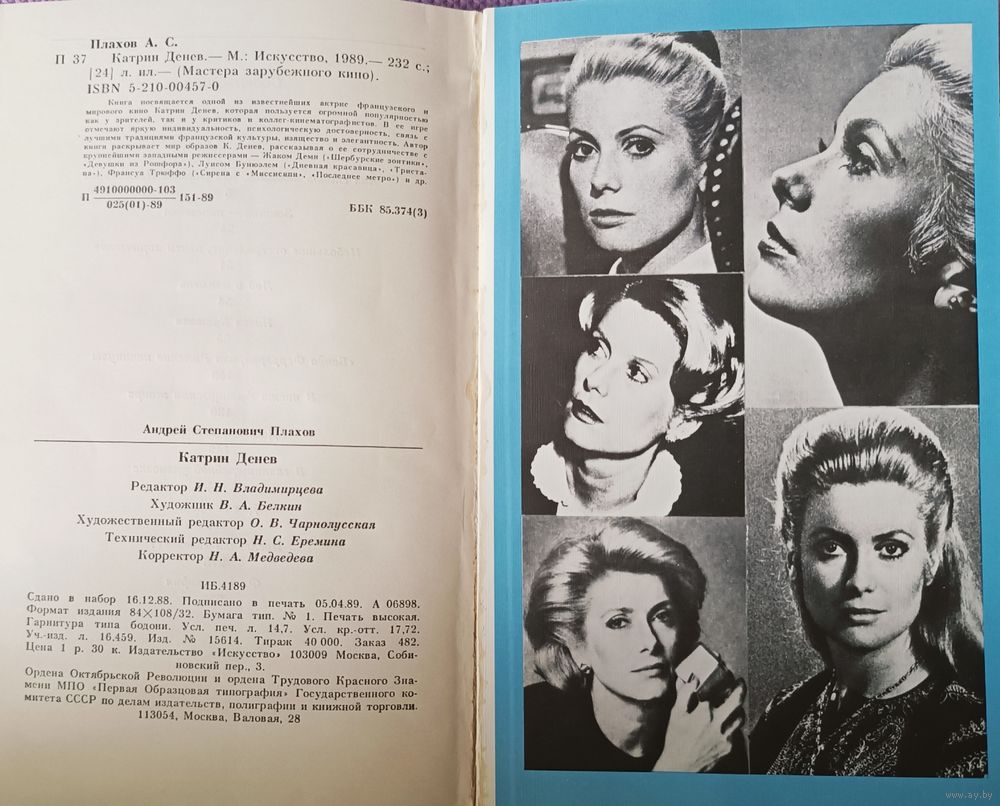 Плахов А. С.
П 37 Катрин Денев.— М.: Искусство, 1989.— 232 с.;
[24] л. ил.— (Мастера зарубежного кино).
ISBN 5-210-00457-0
Книга посвящается одной из известнейших актрис французского и
мирового кино Катрин Денев, которая пользуется огромной популярностью
как у зрителей, так и у критиков и коллег-кинематографистов. В ее игре
отмечают яркую индивидуальность, психологическую достоверность, связь с
лучшими традициями французской культуры, изящество и элегантность. Автор
книги раскрывает мир образов К. Денев, рассказывая о ее сотрудничестве с
крупнейшими западными режиссерами — Жаком Деми («Шербурские зонтики»,
«Девушки из Рошфора»), Луисом Бунюэлем («Дневная красавица», «Триста-
на»), Франсуа Трюффо («Сирена с «Миссисипи», «Последнее метро») и др.
П 4910000000-103 151-89
025(01)-89
ББК 85.374(3)
Андрей Степанович Плахов
Катрин Денев
Редактор И. Н. Владимирцева
Художник В. А. Белкин
Художественный редактор О. В. Чарнолусская
Технический редактор Н. С. Еремина
Корректор Н. А. Медведева
ИБ.4189
Сдано в набор 16.12.88. Подписано в печать 05.04.89. А 06898.
Формат издания 84×108/32. Бумага тип. № 1. Печать высокая.
Гарнитура типа бодони. Усл. печ. л. 14,7. Усл. кр.-отт. 17,72.
Уч.-изд. л. 16,459. Изд. № 15614. Тираж 40 000. Заказ 482.
Цена 1 р. 30 к. Издательство «Искусство» 103009 Москва, Соби-
новский пер., 3.
Ордена Октябрьской Революции и ордена Трудового Красного Зна-
мени МПО «Первая Образцовая типография» Государственного ко-
митета СССР по делам издательств, полиграфии и книжной торговли.
113054, Москва, Валовая, 28
www.ay.by